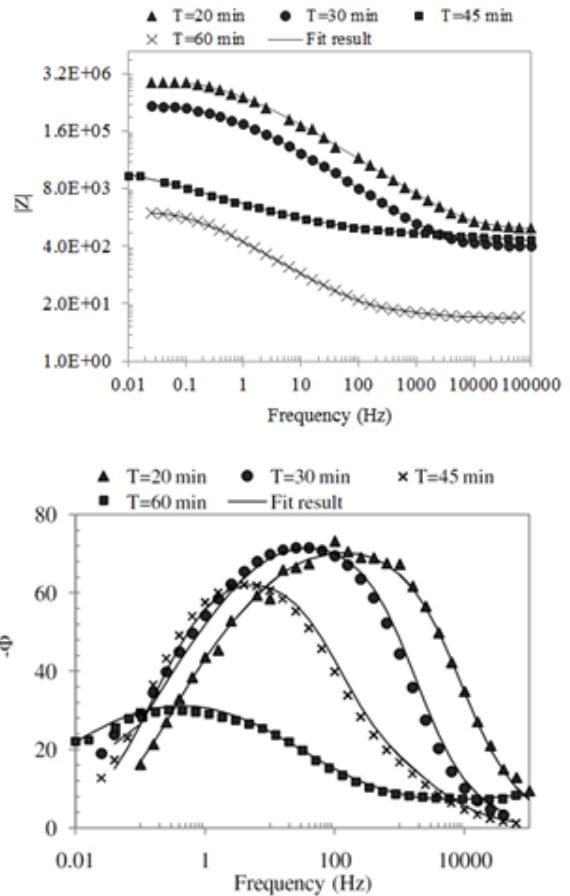 T=20 min T=30 min T=45 min
T=60 min Fit result
3.2E+06
1.6E+05
8.0E+03
4.0E+02
2.0E+01
1.0E+00
|Z|
0.01 0.1 1 10 100 1000 10000 100000
Frequency (Hz)
T=20 min T=30 min T=45 min
T=60 min Fit result
80
60
40
20
0
-Φ
0.01 1 100 10000
Frequency (Hz)